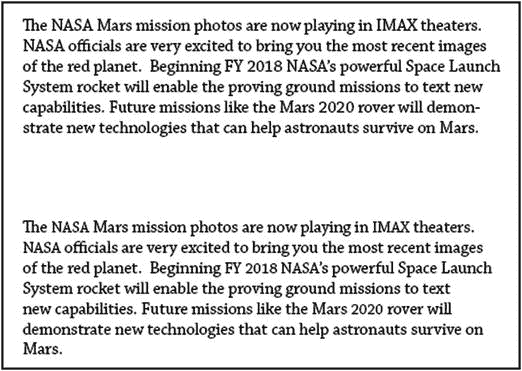 The NASA Mars mission photos are now playing in IMAX theaters.
NASA officials are very excited to bring you the most recent images
of the red planet.  Beginning FY 2018 NASA's powerful Space Launch
System rocket will enable the proving ground missions to text new
capabilities. Future missions like the Mars 2020 rover will demon-
strate new technologies that can help astronauts survive on Mars.
The NASA Mars mission photos are now playing in IMAX theaters.
NASA officials are very excited to bring you the most recent images
of the red planet.  Beginning FY 2018 NASA's powerful Space Launch
System rocket will enable the proving ground missions to text
new capabilities. Future missions like the Mars 2020 rover will
demonstrate new technologies that can help astronauts survive on
Mars.